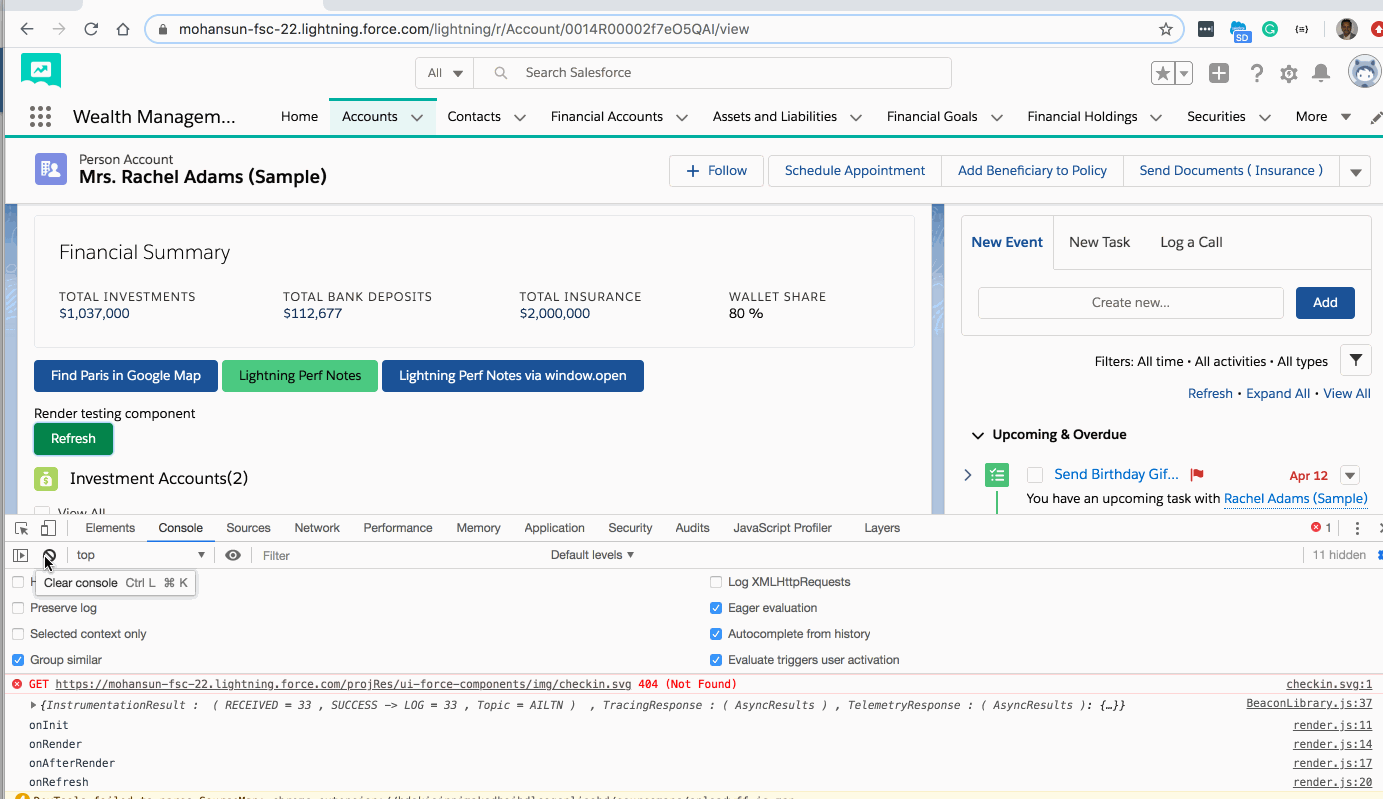 mohansun-fsc-22.lightning.force.com/lightning/r/Account/0014R00002f7eO5QAI/view
SD
All Search Salesforce
Wealth Managem... Home Accounts Contacts Financial Accounts Assets and Liabilities Financial Goals Financial Holdings Securities More
Person Account
Mrs. Rachel Adams (Sample)
+ Follow Schedule Appointment Add Beneficiary to Policy Send Documents ( Insurance )
Financial Summary
TOTAL INVESTMENTS TOTAL BANK DEPOSITS TOTAL INSURANCE WALLET SHARE
$1,037,000 $112,677 $2,000,000 80 %
Find Paris in Google Map Lightning Perf Notes Lightning Perf Notes via window.open
Render testing component
Refresh
Investment Accounts(2)
View All
New Event New Task Log a Call
Create new... Add
Filters: All time • All activities • All types
Refresh • Expand All • View All
Upcoming & Overdue
Send Birthday Gif... Apr 12
You have an upcoming task with Rachel Adams (Sample)
Elements Console Sources Network Performance Memory Application Security Audits JavaScript Profiler Layers 1
top Filter Default levels 11 hidden
Clear console Ctrl L ⌘ K
Log XMLHttpRequests
Preserve log
Eager evaluation
Selected context only
Autocomplete from history
Group similar
Evaluate triggers user activation
GET https://mohansun-fsc-22.lightning.force.com/projRes/ui-force-components/img/checkin.svg 404 (Not Found) checkin.svg:1
{InstrumentationResult : ( RECEIVED = 33 , SUCCESS -> LOG = 33 , Topic = AILTN ) , TracingResponse : ( AsyncResults ) , TelemetryResponse : ( AsyncResults ): {…}} BeaconLibrary.js:37
onInit render.js:11
onRender render.js:14
onAfterRender render.js:17
onRefresh render.js:20